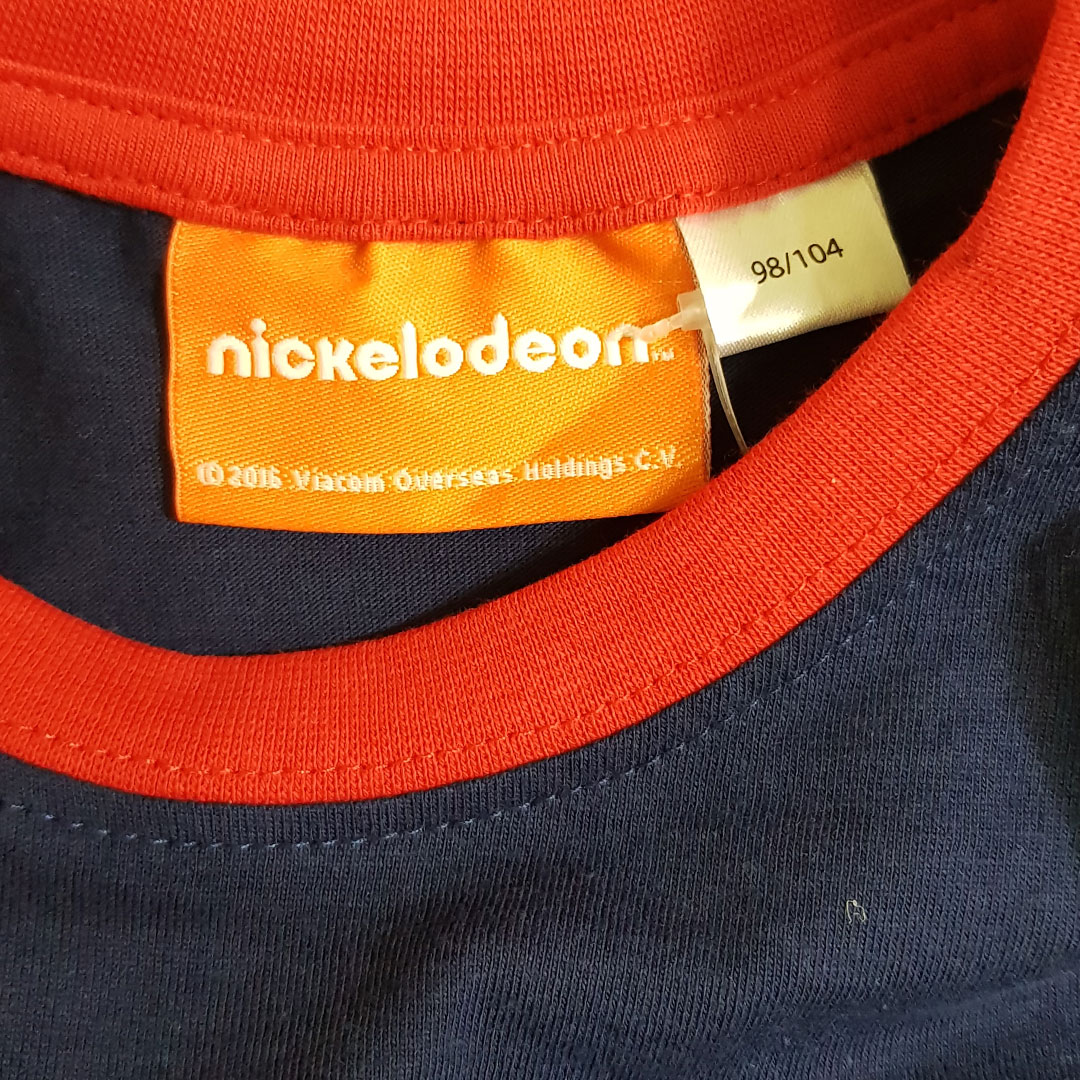 nickelodeon™
98/104
©2016 Viacom Overseas Holdings C.V.